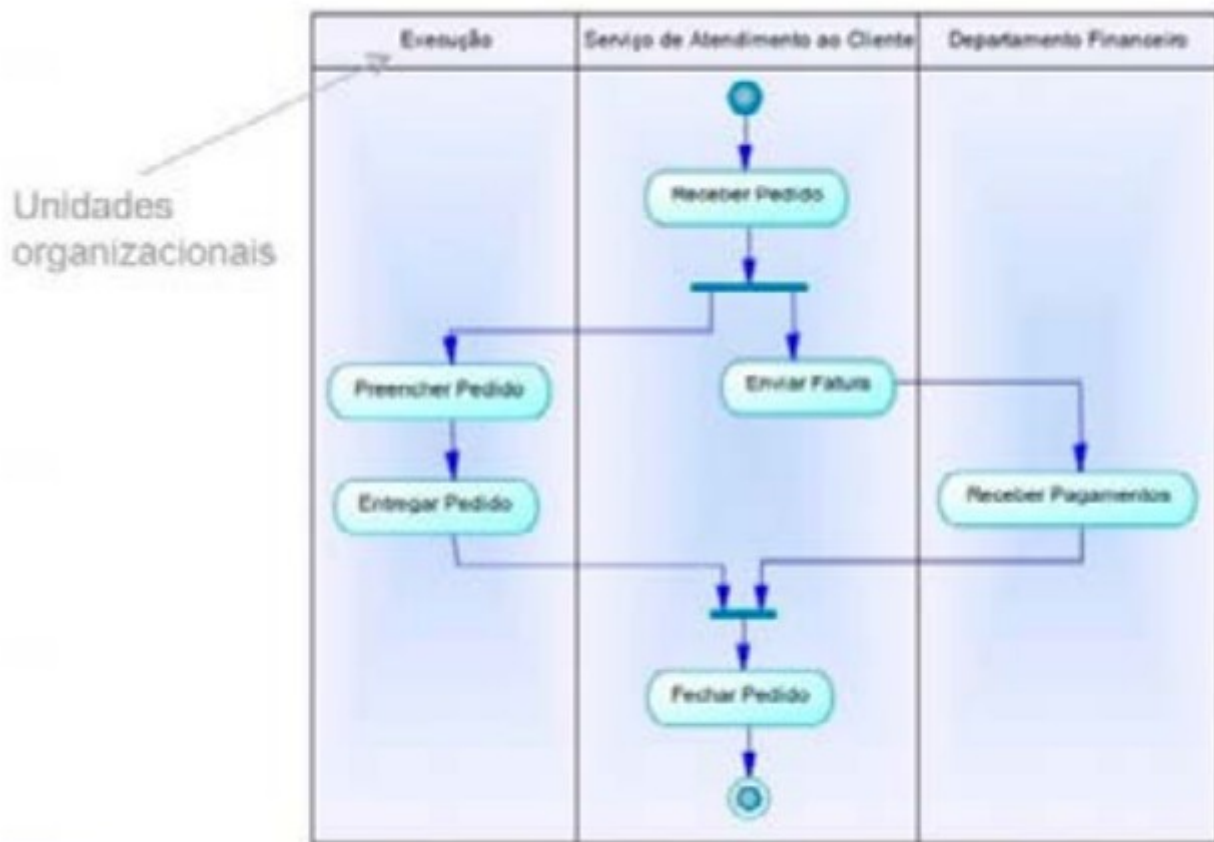 Execução
Serviço de Atendimento ao Cliente
Departamento Financeiro
Unidades
organizacionais
Receber Pedido
Preencher Pedido
Enviar Fatura
Entregar Pedido
Receber Pagamentos
Fechar Pedido